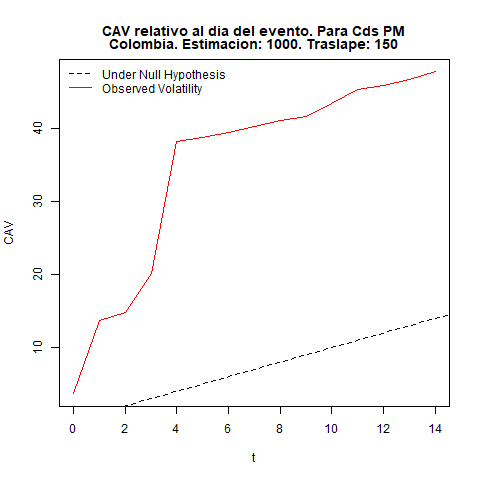 CAV relativo al dia del evento. Para Cds PM
Colombia. Estimacion: 1000. Traslape: 150
Under Null Hypothesis
Observed Volatility
40
30
20
10
CAV
0 2 4 6 8 10 12 14
t